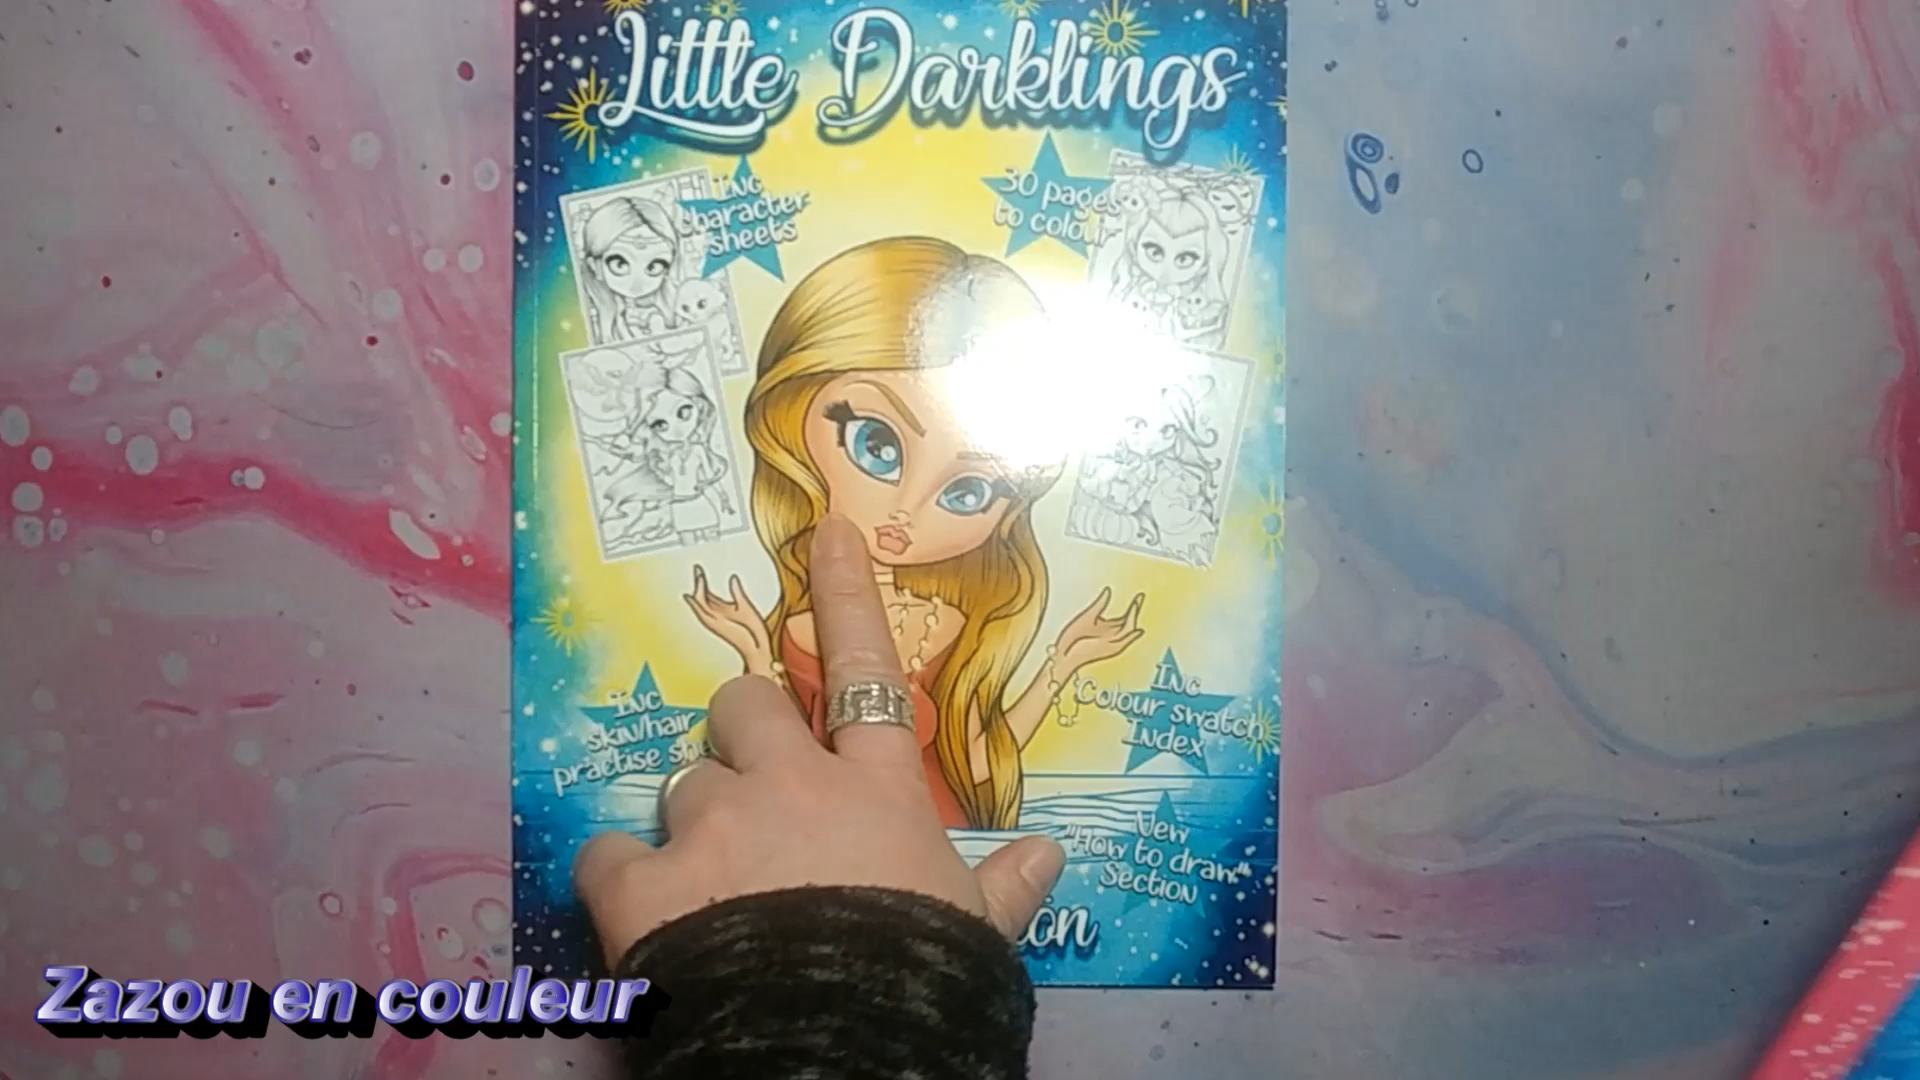 Little Darklings
Inc
character
sheets
30 pages
to colour
Inc
skin/hair
practise
Inc
Colour swatch
Index
New
"How to draw"
Section
Zazou en couleur